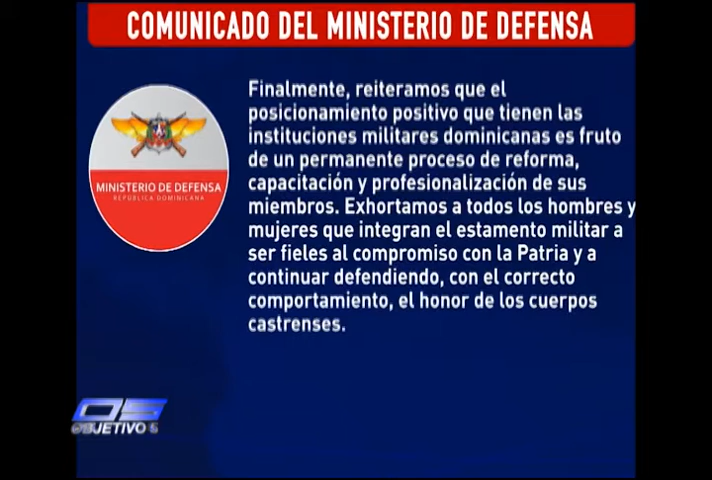 COMUNICADO DEL MINISTERIO DE DEFENSA
MINISTERIO DE DEFENSA
REPÚBLICA DOMINICANA
Finalmente, reiteramos que el
posicionamiento positivo que tienen las
instituciones militares dominicanas es fruto
de un permanente proceso de reforma,
capacitación y profesionalización de sus
miembros. Exhortamos a todos los hombres y
mujeres que integran el estamento militar a
ser fieles al compromiso con la Patria y a
continuar defendiendo, con el correcto
comportamiento, el honor de los cuerpos
castrenses.
O5
OBJETIVO 5